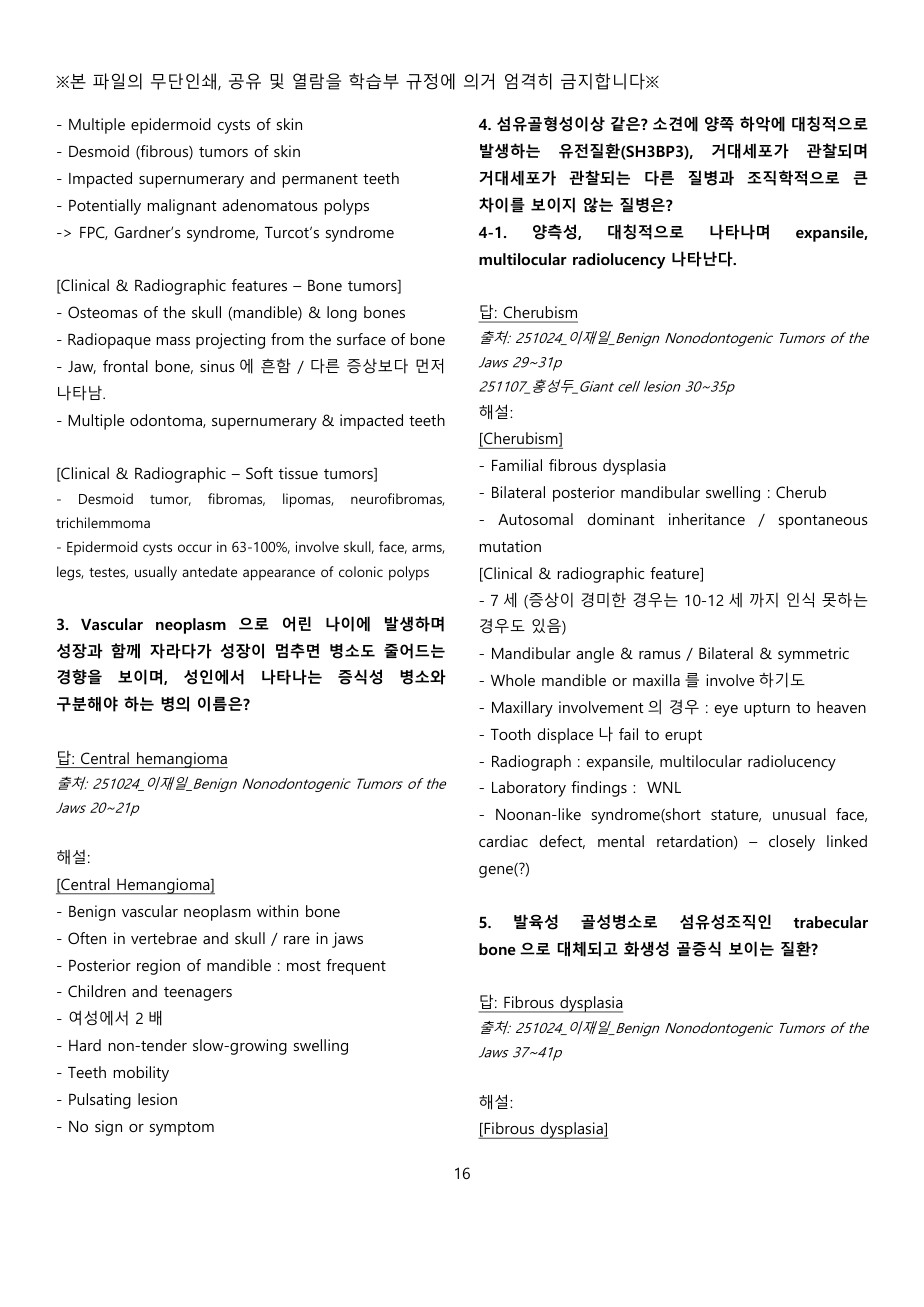 ※본 파일의 무단인쇄, 공유 및 열람을 학습부 규정에 의거 엄격히 금지합니다※
- Multiple epidermoid cysts of skin
- Desmoid (fibrous) tumors of skin
- Impacted supernumerary and permanent teeth
- Potentially malignant adenomatous polyps
-> FPC, Gardner's syndrome, Turcot's syndrome
[Clinical & Radiographic features – Bone tumors]
- Osteomas of the skull (mandible) & long bones
- Radiopaque mass projecting from the surface of bone
- Jaw, frontal bone, sinus 에 흔함 / 다른 증상보다 먼저
나타남.
- Multiple odontoma, supernumerary & impacted teeth
[Clinical & Radiographic – Soft tissue tumors]
- Desmoid tumor, fibromas, lipomas, neurofibromas,
trichilemmoma
- Epidermoid cysts occur in 63-100%, involve skull, face, arms,
legs, testes, usually antedate appearance of colonic polyps
3. Vascular neoplasm 으로 어린 나이에 발생하며
성장과 함께 자라다가 성장이 멈추면 병소도 줄어드는
경향을 보이며, 성인에서 나타나는 증식성 병소와
구분해야 하는 병의 이름은?
답: Central hemangioma
출처: 251024_이재일_Benign Nonodontogenic Tumors of the
Jaws 20~21p
해설:
[Central Hemangioma]
- Benign vascular neoplasm within bone
- Often in vertebrae and skull / rare in jaws
- Posterior region of mandible : most frequent
- Children and teenagers
- 여성에서 2 배
- Hard non-tender slow-growing swelling
- Teeth mobility
- Pulsating lesion
- No sign or symptom
4. 섬유골형성이상 같은? 소견에 양쪽 하악에 대칭적으로
발생하는 유전질환(SH3BP3), 거대세포가 관찰되며
거대세포가 관찰되는 다른 질병과 조직학적으로 큰
차이를 보이지 않는 질병은?
4-1. 양측성, 대칭적으로 나타나며 expansile,
multilocular radiolucency 나타난다.
답: Cherubism
출처: 251024_이재일_Benign Nonodontogenic Tumors of the
Jaws 29~31p
251107_홍성두_Giant cell lesion 30~35p
해설:
[Cherubism]
- Familial fibrous dysplasia
- Bilateral posterior mandibular swelling : Cherub
- Autosomal dominant inheritance / spontaneous
mutation
[Clinical & radiographic feature]
- 7 세 (증상이 경미한 경우는 10-12 세 까지 인식 못하는
경우도 있음)
- Mandibular angle & ramus / Bilateral & symmetric
- Whole mandible or maxilla 를 involve 하기도
- Maxillary involvement 의 경우 : eye upturn to heaven
- Tooth displace 나 fail to erupt
- Radiograph : expansile, multilocular radiolucency
- Laboratory findings : WNL
- Noonan-like syndrome(short stature, unusual face,
cardiac defect, mental retardation) – closely linked
gene(?)
5. 발육성 골성병소로 섬유성조직인 trabecular
bone 으로 대체되고 화생성 골증식 보이는 질환?
답: Fibrous dysplasia
출처: 251024_이재일_Benign Nonodontogenic Tumors of the
Jaws 37~41p
해설:
[Fibrous dysplasia]
16